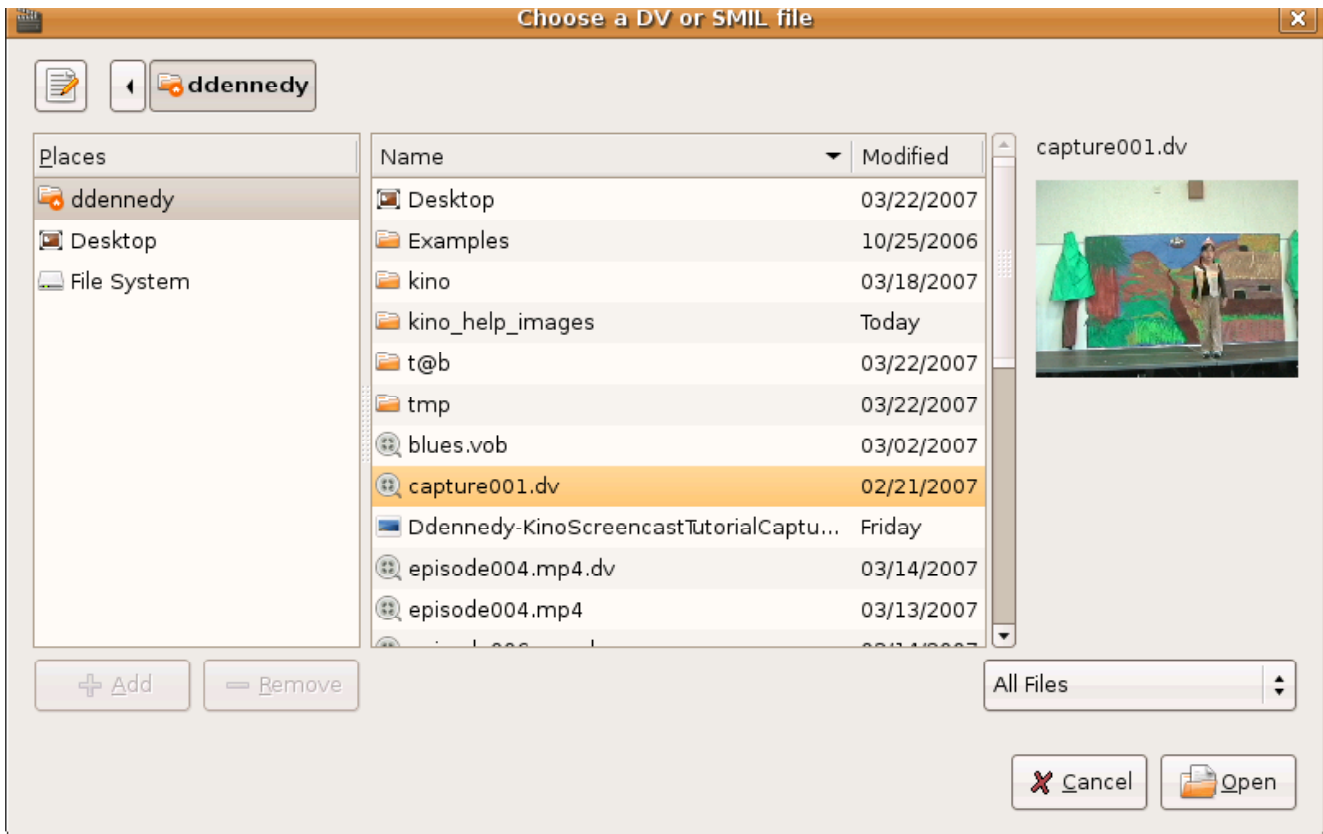 Choose a DV or SMIL file
ddennedy
Places
ddennedy
Desktop
File System
Name Modified
Desktop 03/22/2007
Examples 10/25/2006
kino 03/18/2007
kino_help_images Today
t@b 03/22/2007
tmp 03/22/2007
blues.vob 03/02/2007
capture001.dv 02/21/2007
Ddennedy-KinoScreencastTutorialCaptu... Friday
episode004.mp4.dv 03/14/2007
episode004.mp4 03/13/2007
capture001.dv
Add Remove
All Files
Cancel Open